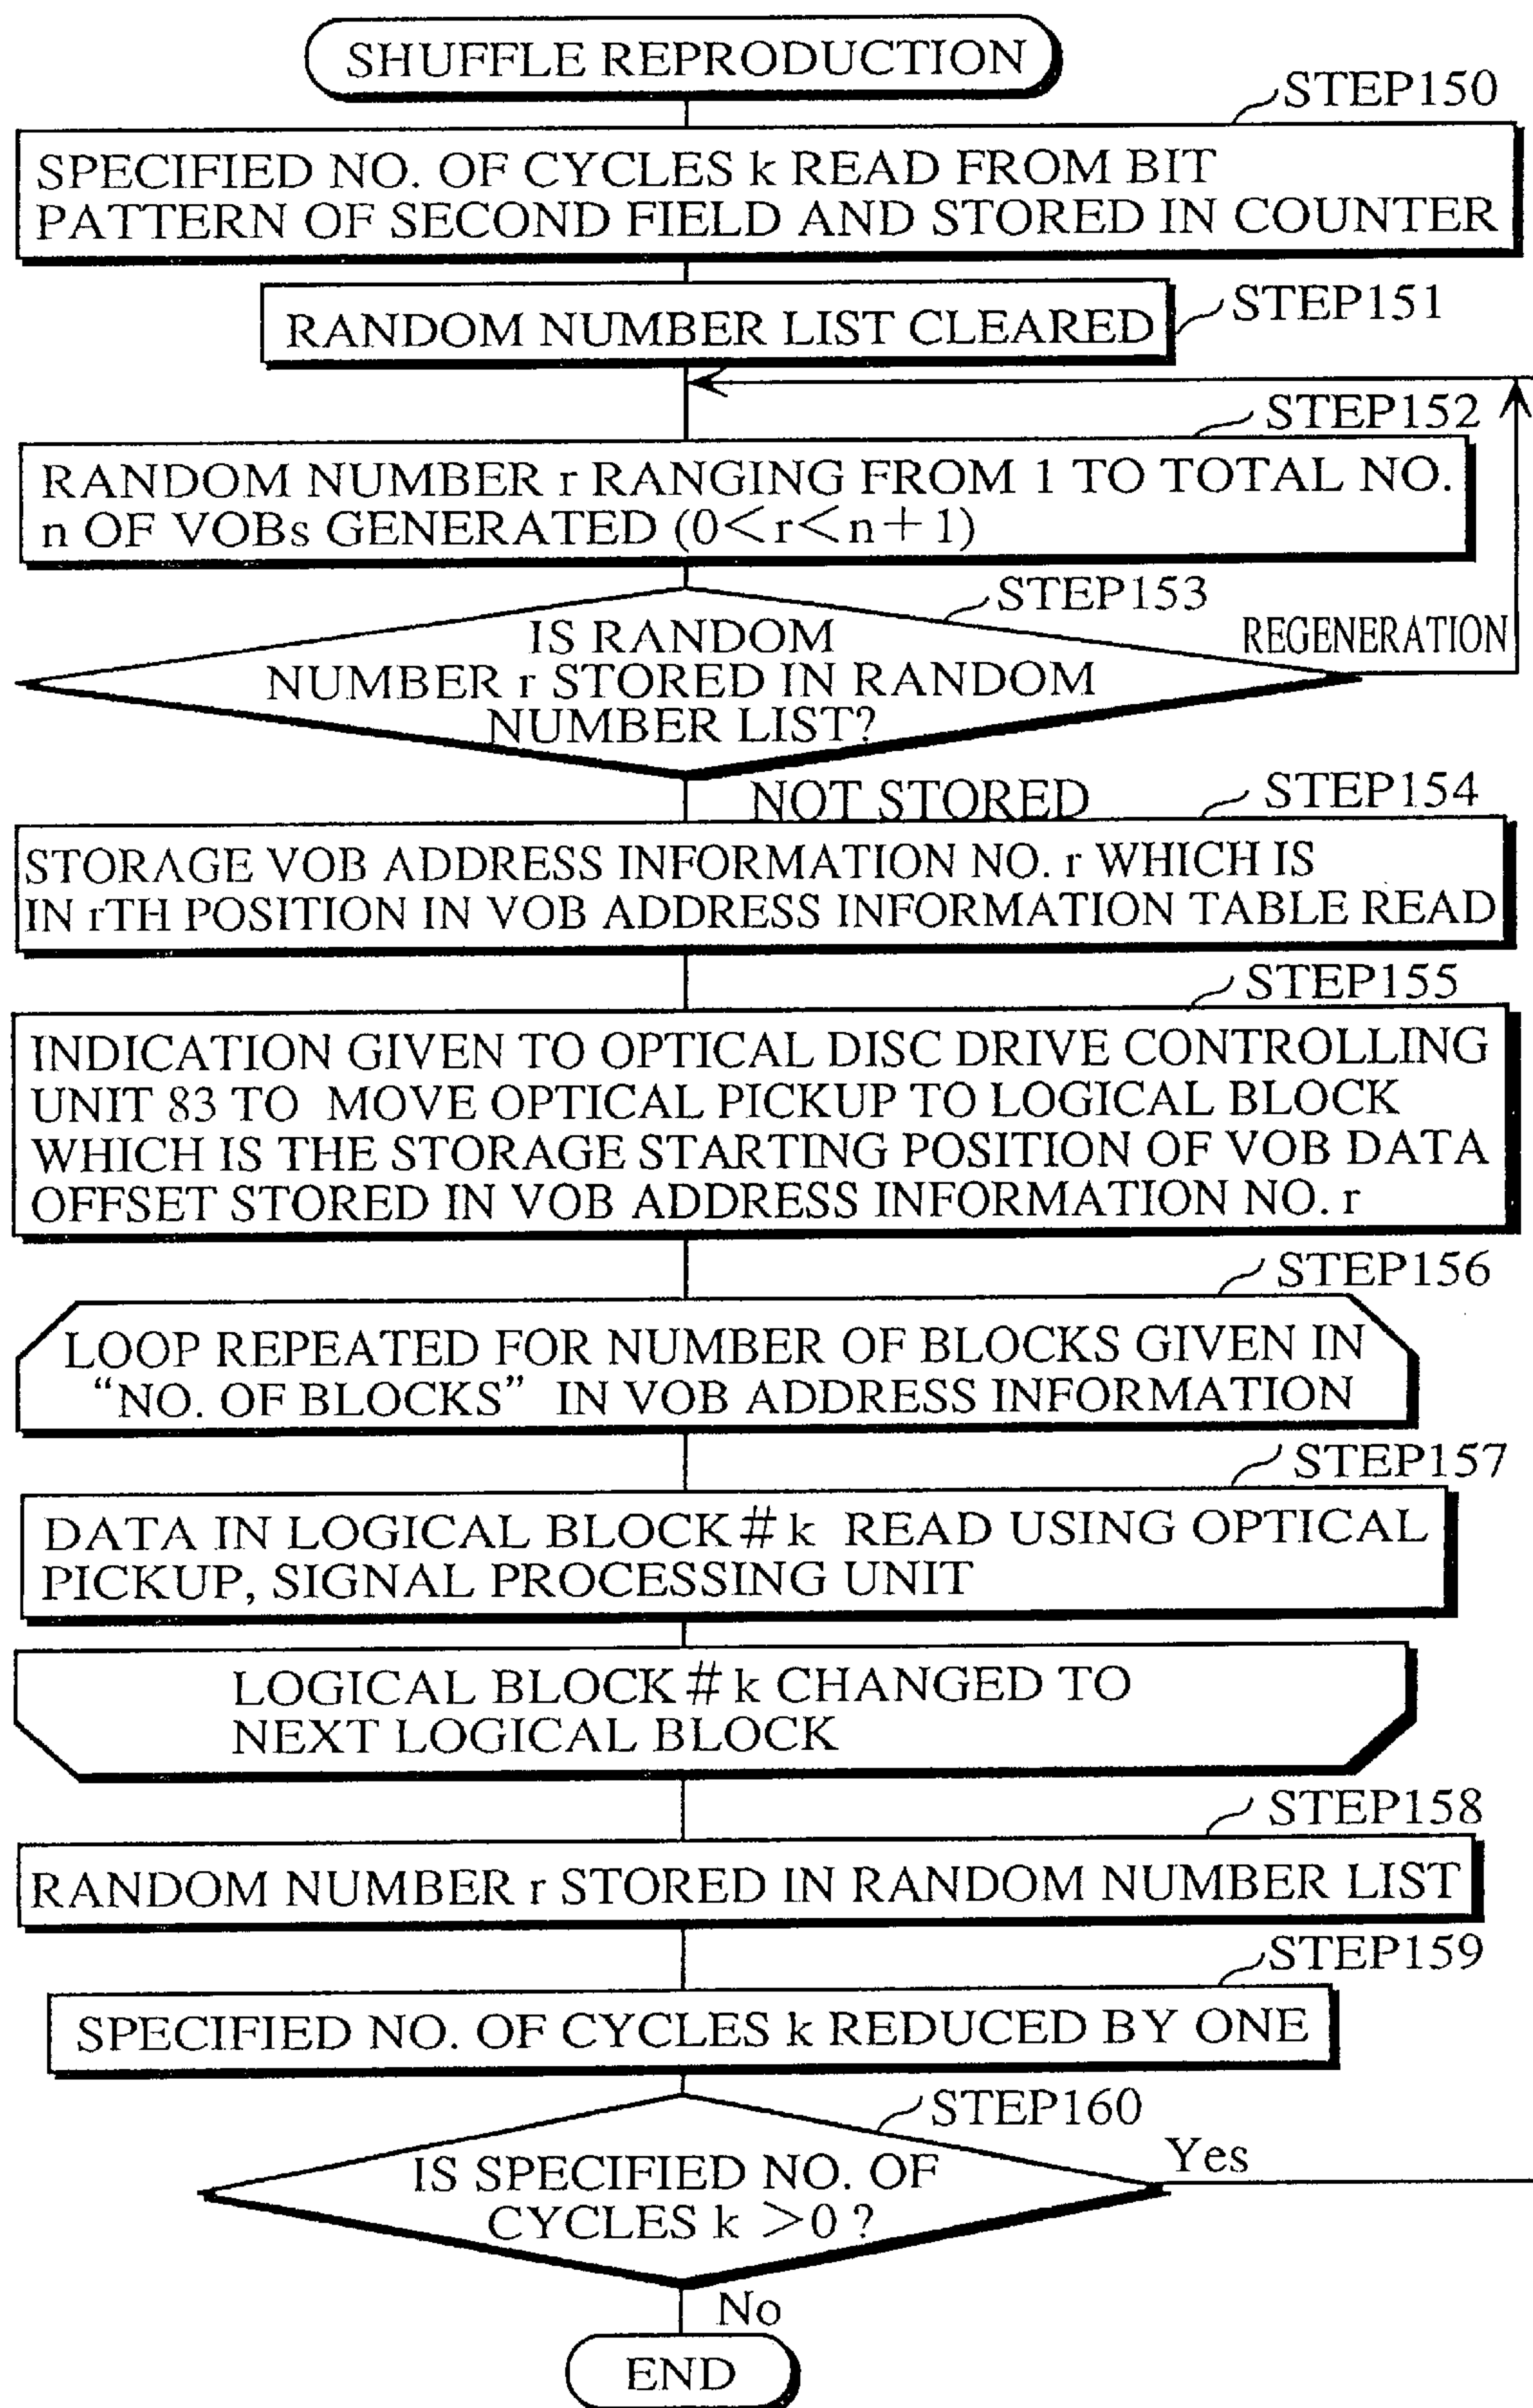 SHUFFLE REPRODUCTION
STEP150
SPECIFIED NO. OF CYCLES k READ FROM BIT
PATTERN OF SECOND FIELD AND STORED IN COUNTER
STEP151
RANDOM NUMBER LIST CLEARED
STEP152
RANDOM NUMBER r RANGING FROM 1 TO TOTAL NO.
n OF VOBs GENERATED (0<r<n+1)
STEP153
IS RANDOM
NUMBER r STORED IN RANDOM
NUMBER LIST?
REGENERATION
NOT STORED
STEP154
STORAGE VOB ADDRESS INFORMATION NO. r WHICH IS
IN rTH POSITION IN VOB ADDRESS INFORMATION TABLE READ
STEP155
INDICATION GIVEN TO OPTICAL DISC DRIVE CONTROLLING
UNIT 83 TO MOVE OPTICAL PICKUP TO LOGICAL BLOCK
WHICH IS THE STORAGE STARTING POSITION OF VOB DATA
OFFSET STORED IN VOB ADDRESS INFORMATION NO. r
STEP156
LOOP REPEATED FOR NUMBER OF BLOCKS GIVEN IN
“NO. OF BLOCKS” IN VOB ADDRESS INFORMATION
STEP157
DATA IN LOGICAL BLOCK #k READ USING OPTICAL
PICKUP, SIGNAL PROCESSING UNIT
LOGICAL BLOCK #k CHANGED TO
NEXT LOGICAL BLOCK
STEP158
RANDOM NUMBER r STORED IN RANDOM NUMBER LIST
STEP159
SPECIFIED NO. OF CYCLES k REDUCED BY ONE
STEP160
IS SPECIFIED NO. OF
CYCLES k >0 ?
Yes
No
END